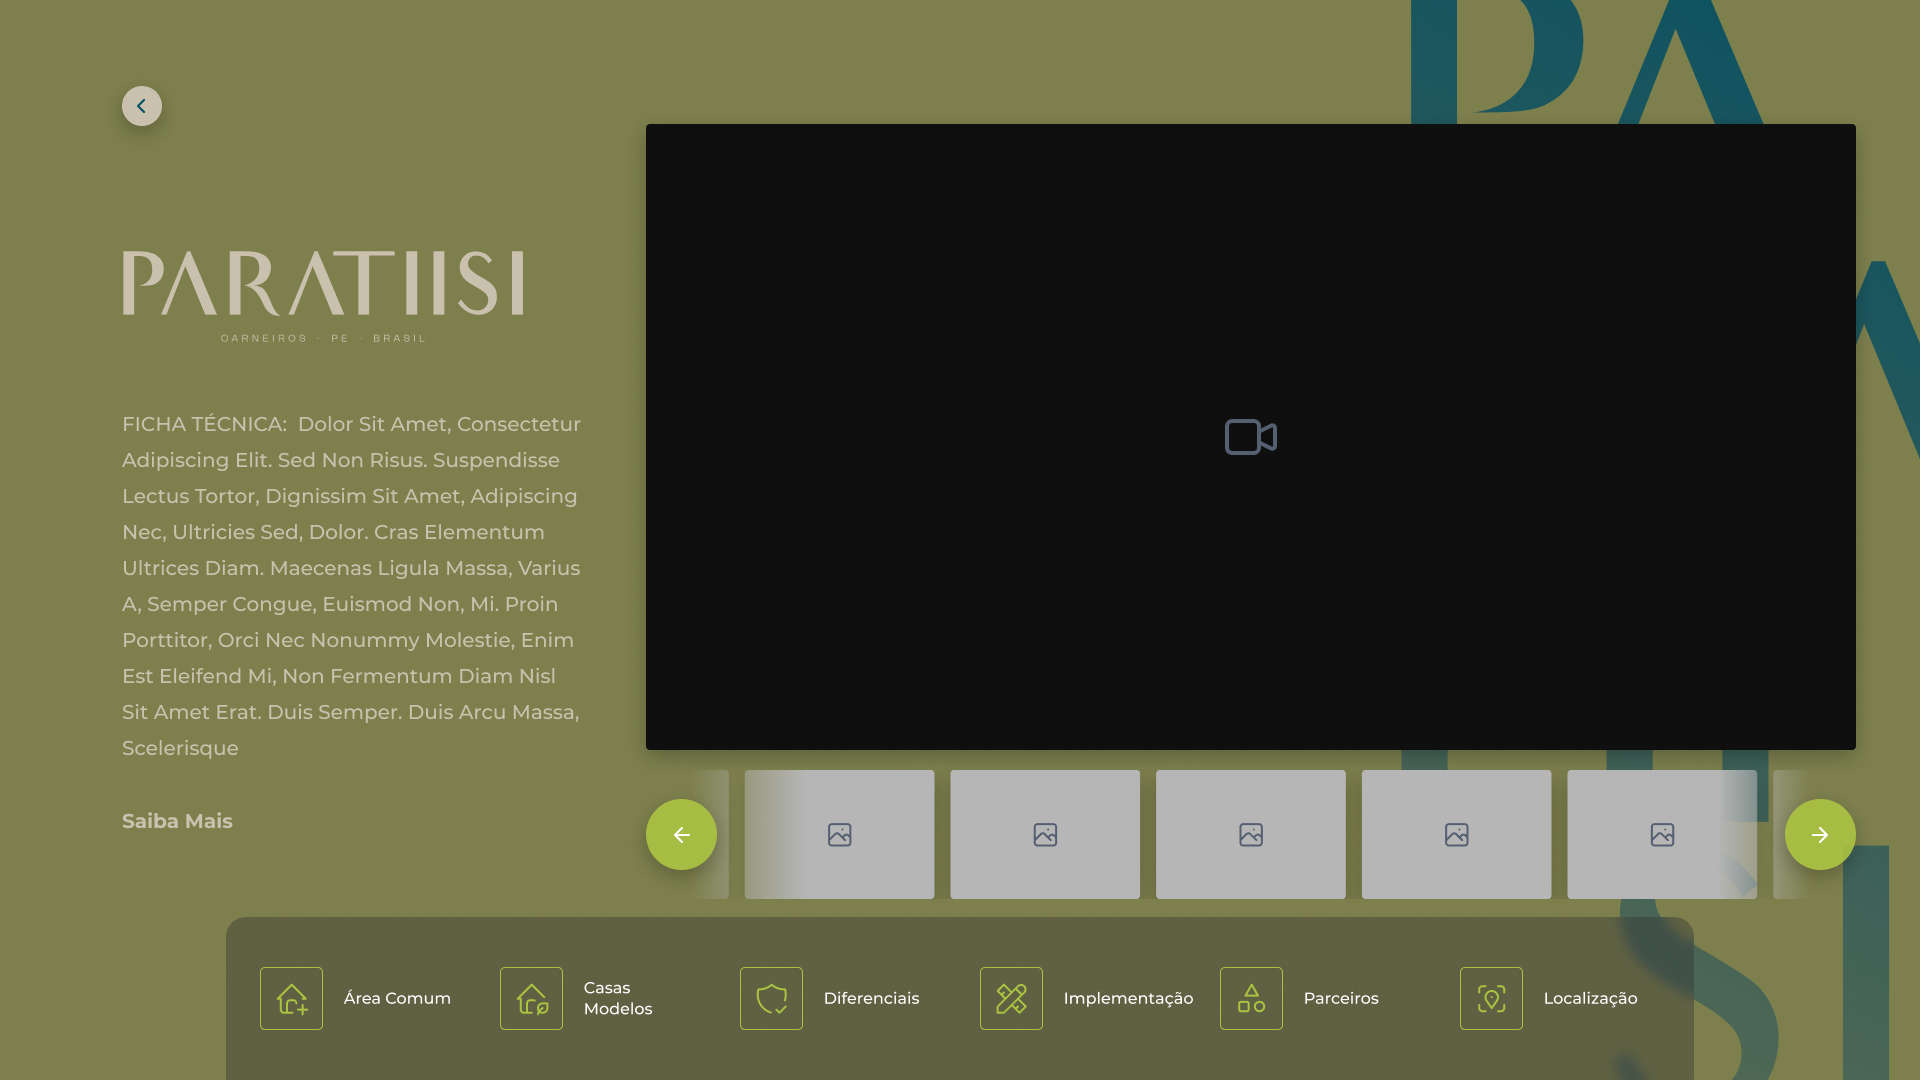 PARATIISI
CARNEIROS · PE · BRASIL
FICHA TÉCNICA:  Dolor Sit Amet, Consectetur
Adipiscing Elit. Sed Non Risus. Suspendisse
Lectus Tortor, Dignissim Sit Amet, Adipiscing
Nec, Ultricies Sed, Dolor. Cras Elementum
Ultrices Diam. Maecenas Ligula Massa, Varius
A, Semper Congue, Euismod Non, Mi. Proin
Porttitor, Orci Nec Nonummy Molestie, Enim
Est Eleifend Mi, Non Fermentum Diam Nisl
Sit Amet Erat. Duis Semper. Duis Arcu Massa,
Scelerisque
Saiba Mais
PA
SI
Área Comum
Casas
Modelos
Diferenciais
Implementação
Parceiros
Localização